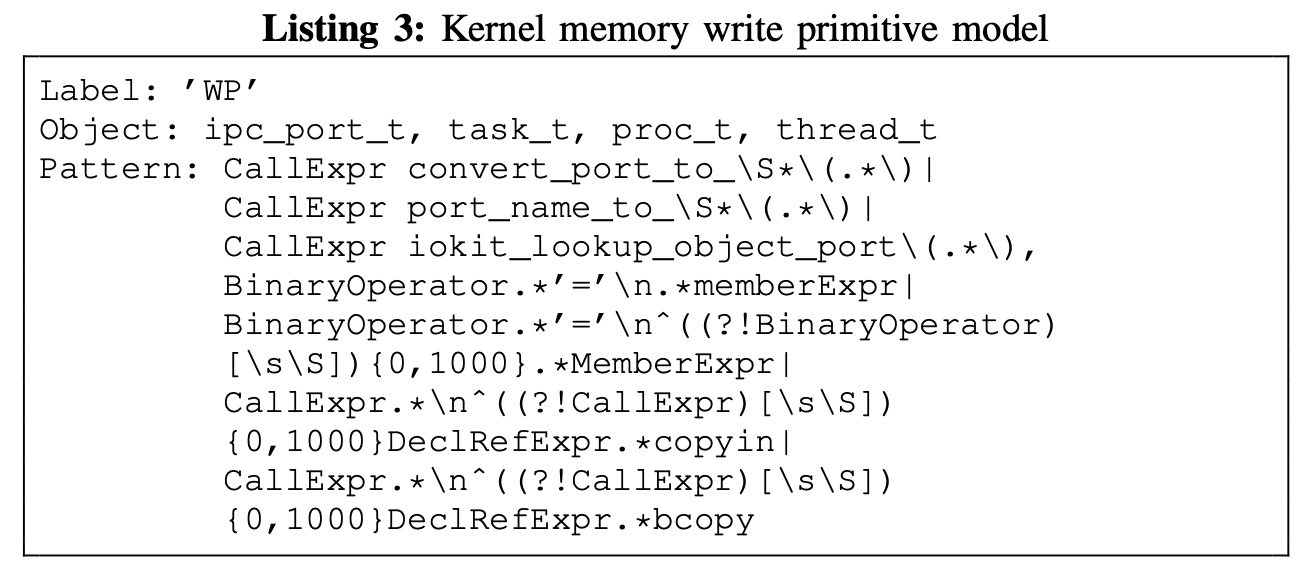 Listing 3: Kernel memory write primitive model
Label: ′WP′
Object: ipc_port_t, task_t, proc_t, thread_t
Pattern: CallExpr convert_port_to_\S*\(.*\)|
CallExpr port_name_to_\S*\(.*\)|
CallExpr iokit_lookup_object_port\(.*\),
BinaryOperator.*′=′\n.*memberExpr|
BinaryOperator.*′=′\n^((?!BinaryOperator)
[\s\S]){0,1000}.*MemberExpr|
CallExpr.*\n^((?!CallExpr)[\s\S])
{0,1000}DeclRefExpr.*copyin|
CallExpr.*\n^((?!CallExpr)[\s\S])
{0,1000}DeclRefExpr.*bcopy